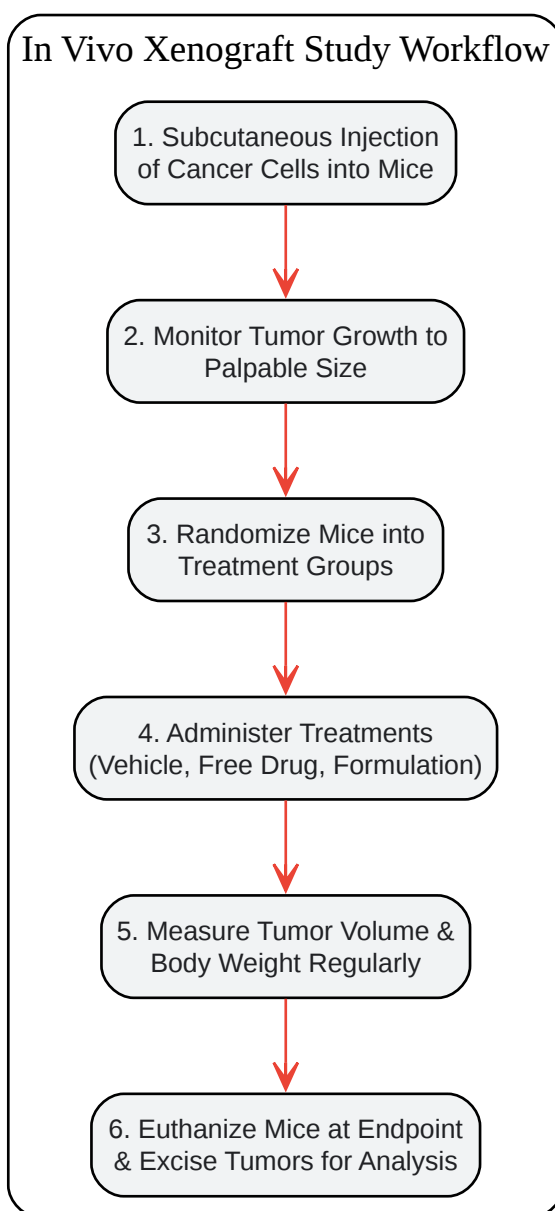 In Vivo Xenograft Study Workflow
1. Subcutaneous Injection
of Cancer Cells into Mice
2. Monitor Tumor Growth to
Palpable Size
3. Randomize Mice into
Treatment Groups
4. Administer Treatments
(Vehicle, Free Drug, Formulation)
5. Measure Tumor Volume &
Body Weight Regularly
6. Euthanize Mice at Endpoint
& Excise Tumors for Analysis